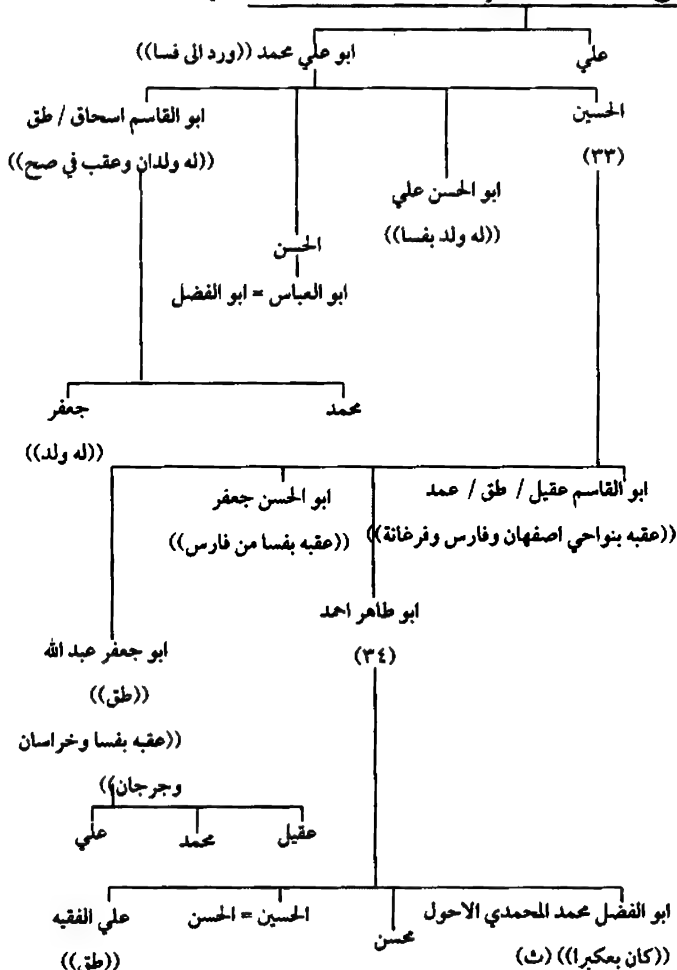 علي
ابو علي محمد ((ورد الى فسا))
الحسين
(٣٣)
ابو الحسن علي
((له ولد بفسا))
الحسن
ابو العباس = ابو الفضل
ابو القاسم اسحاق / طق
((له ولدان وعقب في صح))
محمد
جعفر
((له ولد))
ابو القاسم عقيل / طق / عمد
((عقبه بنواحي اصفهان وفارس وفرغانة))
ابو طاهر احمد
(٣٤)
ابو الحسن جعفر
((عقبه بفسا من فارس))
ابو جعفر عبد الله
((طق))
((عقبه بفسا وخراسان
وجرجان))
عقيل
محمد
علي
ابو الفضل محمد المحمدي الاحول
((كان بعكبرا)) (ث)
محسن
الحسين = الحسن
علي الفقيه
((طق))